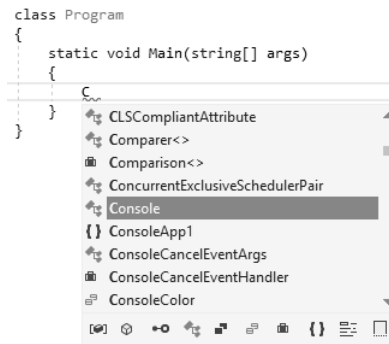 class Program
{
static void Main(string[] args)
{
C
}
}
CLSCompliantAttribute
Comparer<>
Comparison<>
ConcurrentExclusiveSchedulerPair
Console
ConsoleApp1
ConsoleCancelEventArgs
ConsoleCancelEventHandler
ConsoleColor